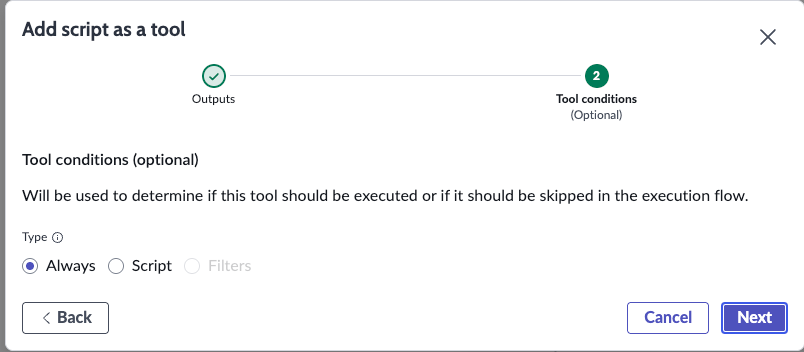 Add script as a tool
2
Outputs
Tool conditions
(Optional)
Tool conditions (optional)
Will be used to determine if this tool should be executed or if it should be skipped in the execution flow.
Type
Always Script Filters
Back Cancel Next